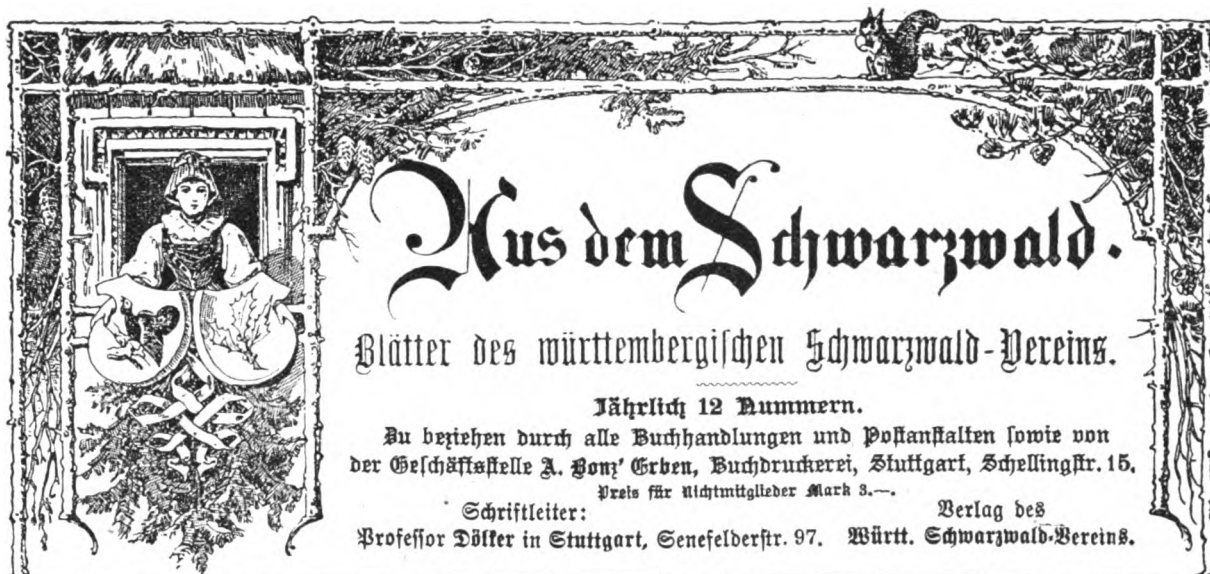 Aus dem Schwarzwald.
Blätter des württembergischen Schwarzwald-Vereins.
Jährlich 12 Nummern.
Zu beziehen durch alle Buchhandlungen und Postanstalten sowie von
der Geschäftsstelle A. Bonz' Erben, Buchdruckerei, Stuttgart, Schellingstr. 15.
Preis für Nichtmitglieder Mark 3.—.
Schriftleiter:
Professor Dölker in Stuttgart, Senefelderstr. 97.
Verlag des
Württ. Schwarzwald-Vereins.